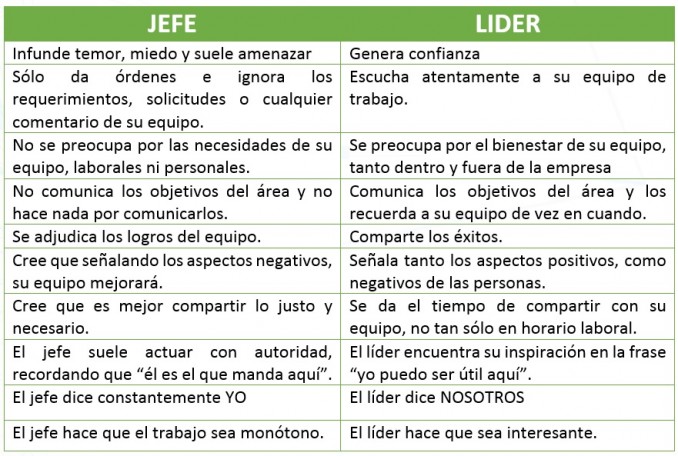 JEFE
LIDER
Infunde temor, miedo y suele amenazar
Genera confianza
Sólo da órdenes e ignora los
requerimientos, solicitudes o cualquier
comentario de su equipo.
Escucha atentamente a su equipo de
trabajo.
No se preocupa por las necesidades de su
equipo, laborales ni personales.
Se preocupa por el bienestar de su equipo,
tanto dentro y fuera de la empresa
No comunica los objetivos del área y no
hace nada por comunicarlos.
Comunica los objetivos del área y los
recuerda a su equipo de vez en cuando.
Se adjudica los logros del equipo.
Comparte los éxitos.
Cree que señalando los aspectos negativos,
su equipo mejorará.
Señala tanto los aspectos positivos, como
negativos de las personas.
Cree que es mejor compartir lo justo y
necesario.
Se da el tiempo de compartir con su
equipo, no tan sólo en horario laboral.
El jefe suele actuar con autoridad,
recordando que “él es el que manda aquí”.
El líder encuentra su inspiración en la frase
“yo puedo ser útil aquí”.
El jefe dice constantemente YO
El líder dice NOSOTROS
El jefe hace que el trabajo sea monótono.
El líder hace que sea interesante.